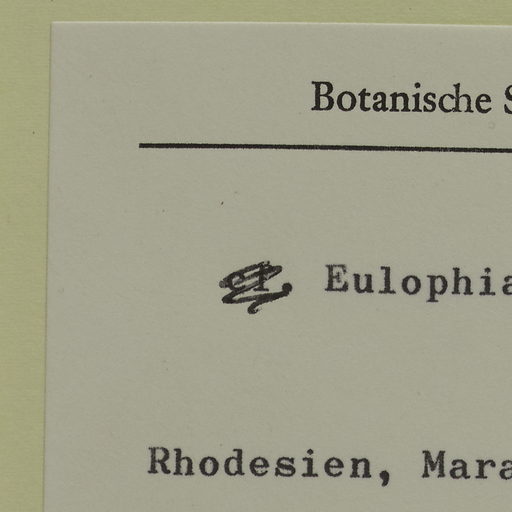 Botanische S
Eulophia
Rhodesien, Mara